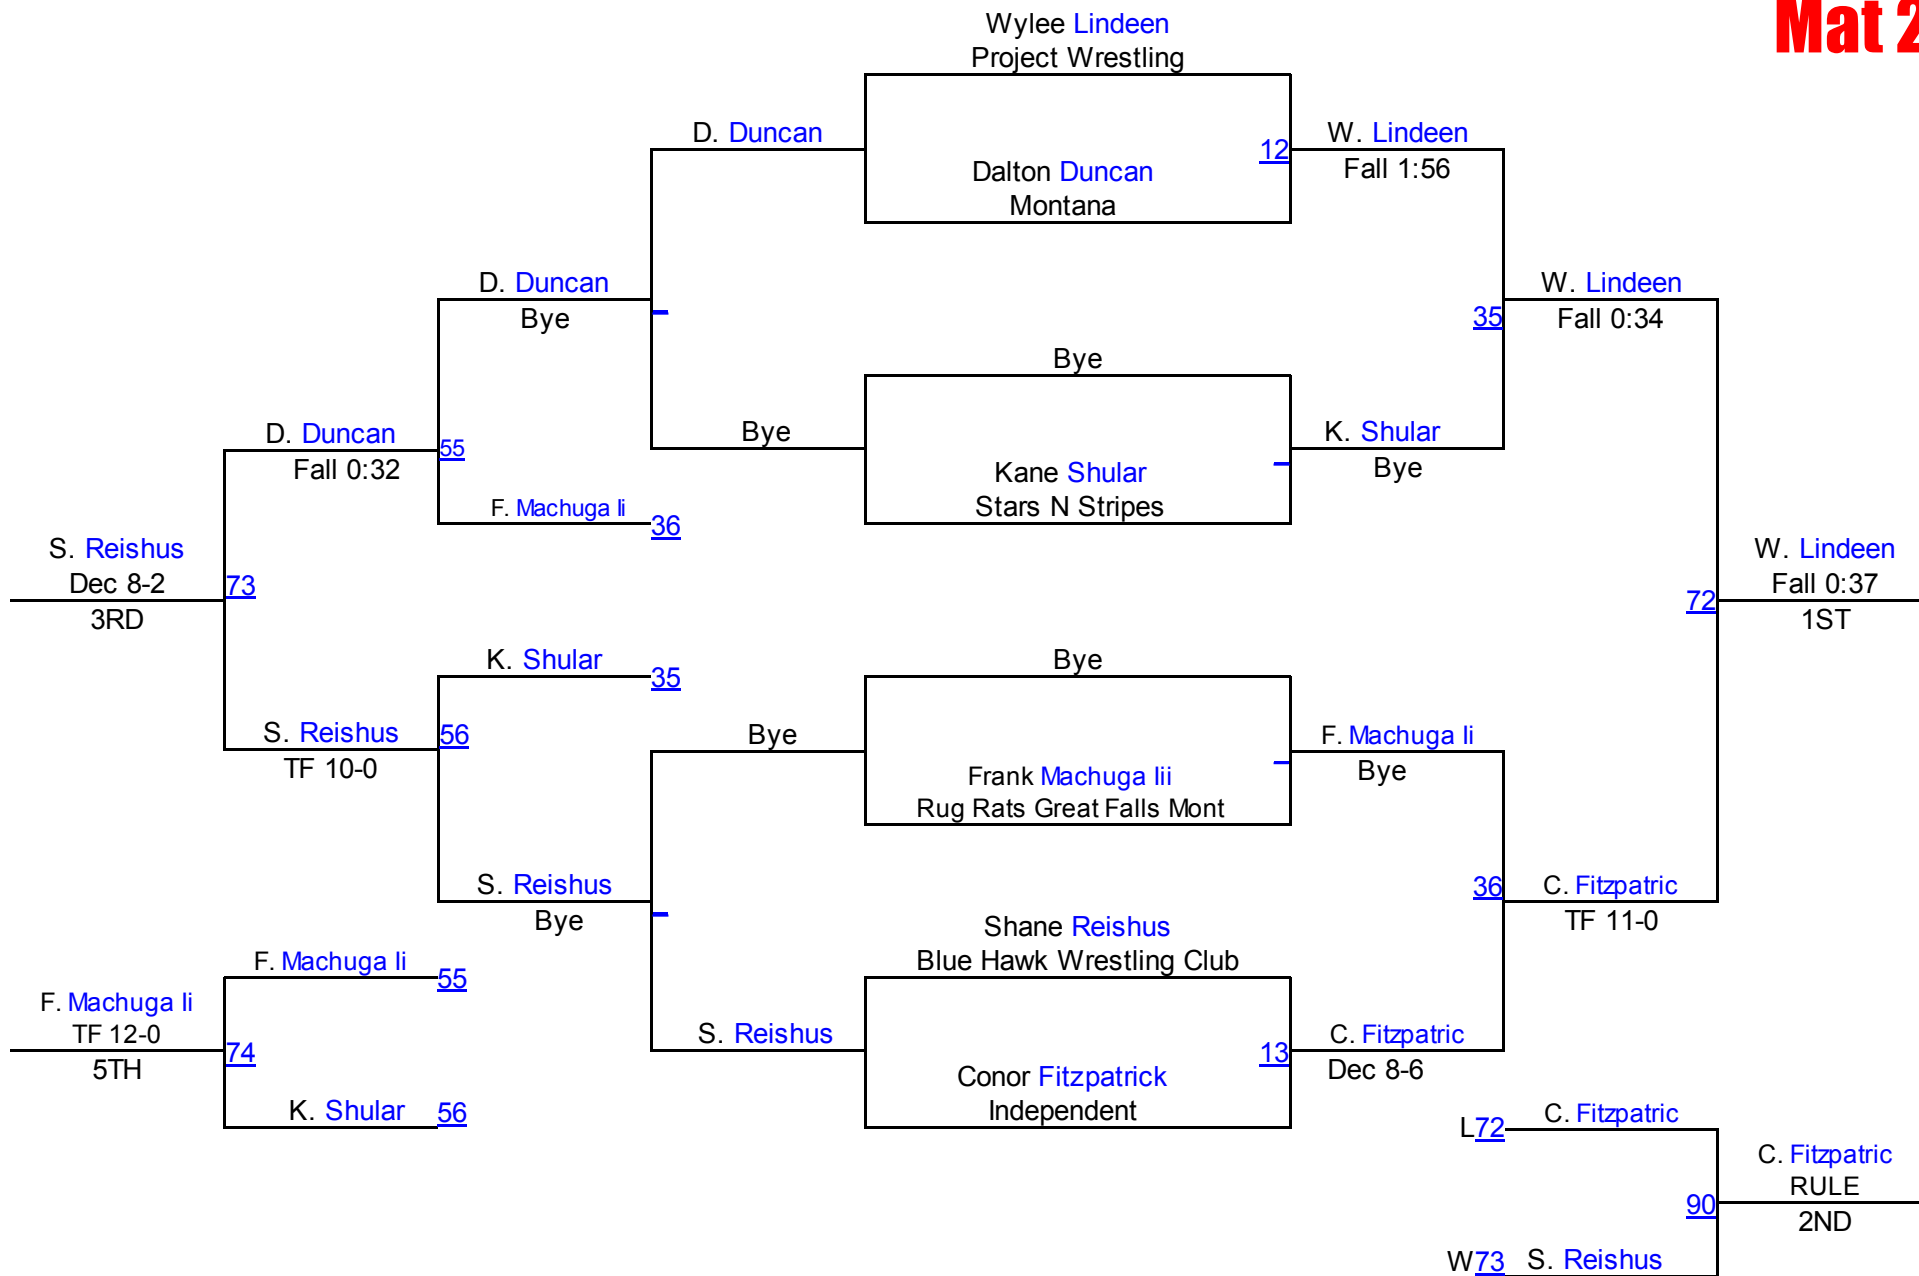 Mat 2
Wylee Lindeen
Project Wrestling
D. Duncan
12
W. Lindeen
Fall 1:56
Dalton Duncan
Montana
D. Duncan
Bye
W. Lindeen
35
Fall 0:34
Bye
D. Duncan
55
Fall 0:32
Bye
K. Shular
Bye
Kane Shular
Stars N Stripes
F. Machuga Ii
36
S. Reishus
Dec 8-2
73
3RD
W. Lindeen
Fall 0:37
72
1ST
K. Shular
35
Bye
S. Reishus
56
TF 10-0
Bye
F. Machuga Ii
Bye
Frank Machuga Iii
Rug Rats Great Falls Mont
S. Reishus
Bye
36
C. Fitzpatric
TF 11-0
Shane Reishus
Blue Hawk Wrestling Club
F. Machuga Ii
55
F. Machuga Ii
TF 12-0
74
5TH
S. Reishus
13
C. Fitzpatric
Dec 8-6
Conor Fitzpatrick
Independent
K. Shular
56
L72
C. Fitzpatric
C. Fitzpatric
RULE
90
2ND
W73
S. Reishus